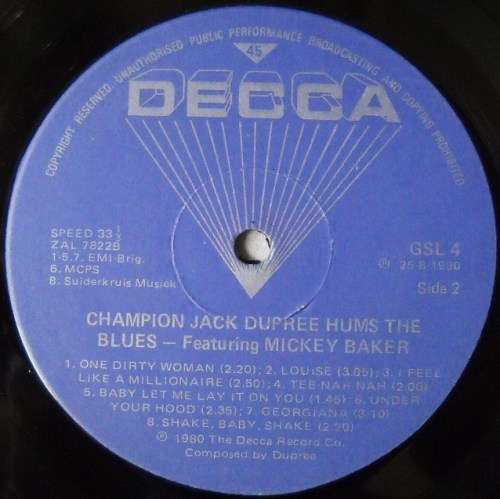 COPYRIGHT RESERVED UNAUTHORISED PUBLIC PERFORMANCE BROADCASTING AND COPYING PROHIBITED
45
DECCA
SPEED 33⅓
ZAL 7822B
1-5.7. EMI-Brig.
6. MCPS
8. Suiderkruis Musiek
GSL 4
Ⓟ 25-8-1980
Side 2
CHAMPION JACK DUPREE HUMS THE
BLUES — Featuring MICKEY BAKER
1. ONE DIRTY WOMAN (2.20); 2. LOUISE (3.05); 3. I FEEL
LIKE A MILLIONAIRE (2.50); 4. TEE NAH NAH (2.00)
5. BABY LET ME LAY IT ON YOU (1.45); 6. UNDER
YOUR HOOD (2.35); 7. GEORGIANA (3.10)
8. SHAKE, BABY, SHAKE (2.20)
Ⓟ 1980 The Decca Record Co.
Composed by Dupree